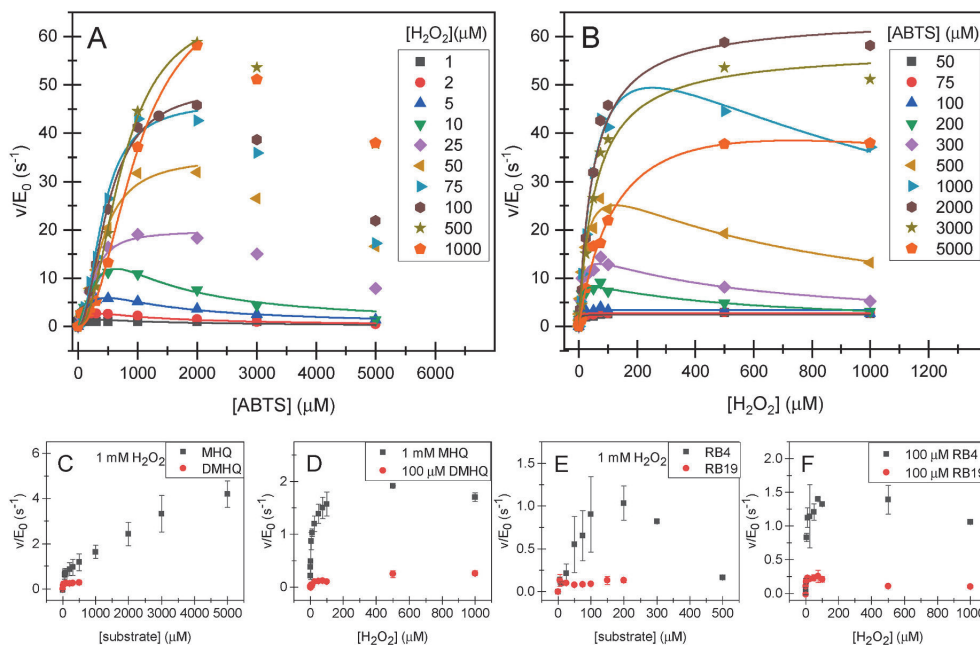 A
[H₂O₂](µM)
1
2
5
10
25
50
75
100
500
1000
v/E₀ (s⁻¹)
60
50
40
30
20
10
0
0 1000 2000 3000 4000 5000 6000
[ABTS] (µM)
B
[ABTS] (µM)
50
75
100
200
300
500
1000
2000
3000
5000
v/E₀ (s⁻¹)
60
50
40
30
20
10
0
0 200 400 600 800 1000 1200
[H₂O₂] (µM)
C
1 mM H₂O₂
MHQ
DMHQ
v/E₀ (s⁻¹)
6
4
2
0
0 1000 2000 3000 4000 5000
[substrate] (µM)
D
1 mM MHQ
100 µM DMHQ
v/E₀ (s⁻¹)
2
1
0
0 200 400 600 800 1000
[H₂O₂] (µM)
E
1 mM H₂O₂
RB4
RB19
v/E₀ (s⁻¹)
1.5
1.0
0.5
0.0
0 100 200 300 400 500
[substrate] (µM)
F
100 µM RB4
100 µM RB19
v/E₀ (s⁻¹)
2.0
1.5
1.0
0.5
0.0
0 200 400 600 800 1000
[H₂O₂] (µM)